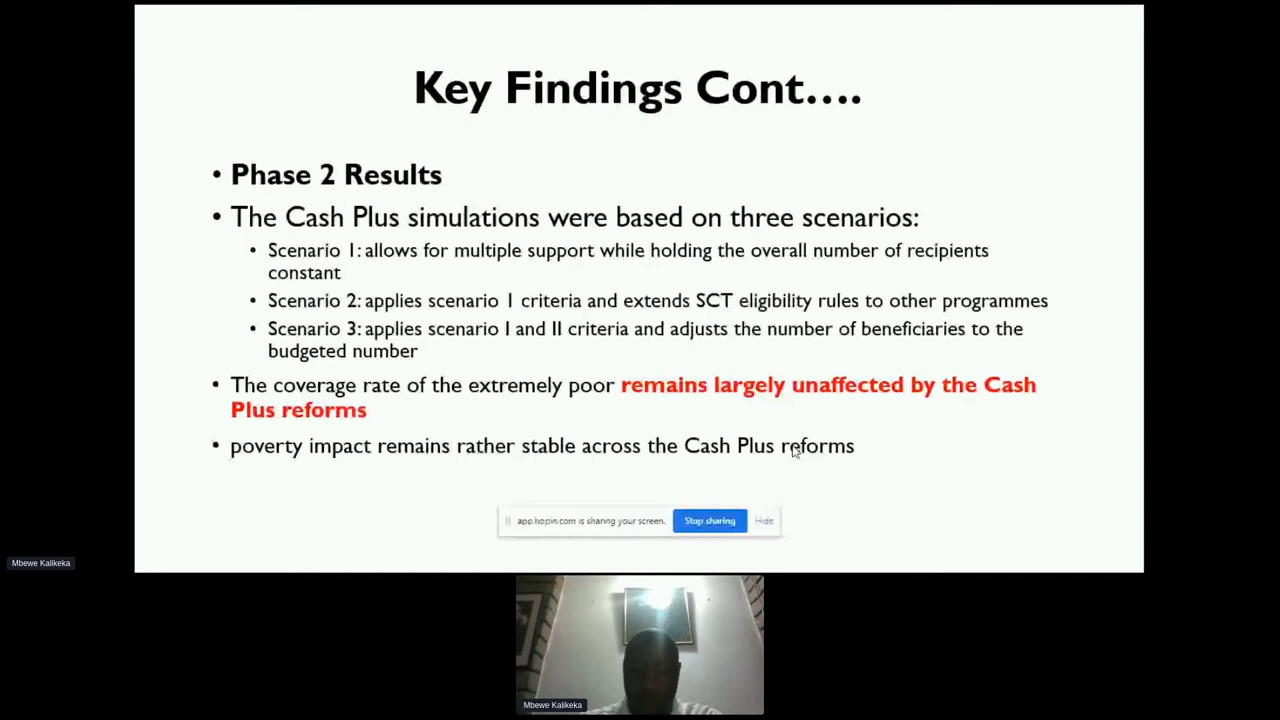 Key Findings Cont....
• Phase 2 Results
• The Cash Plus simulations were based on three scenarios:
• Scenario 1: allows for multiple support while holding the overall number of recipients
constant
• Scenario 2: applies scenario 1 criteria and extends SCT eligibility rules to other programmes
• Scenario 3: applies scenario I and II criteria and adjusts the number of beneficiaries to the
budgeted number
• The coverage rate of the extremely poor remains largely unaffected by the Cash
Plus reforms
• poverty impact remains rather stable across the Cash Plus reforms
app.hopin.com is sharing your screen. Stop sharing Hide
Mbewe Kalikeka
Mbewe Kalikeka